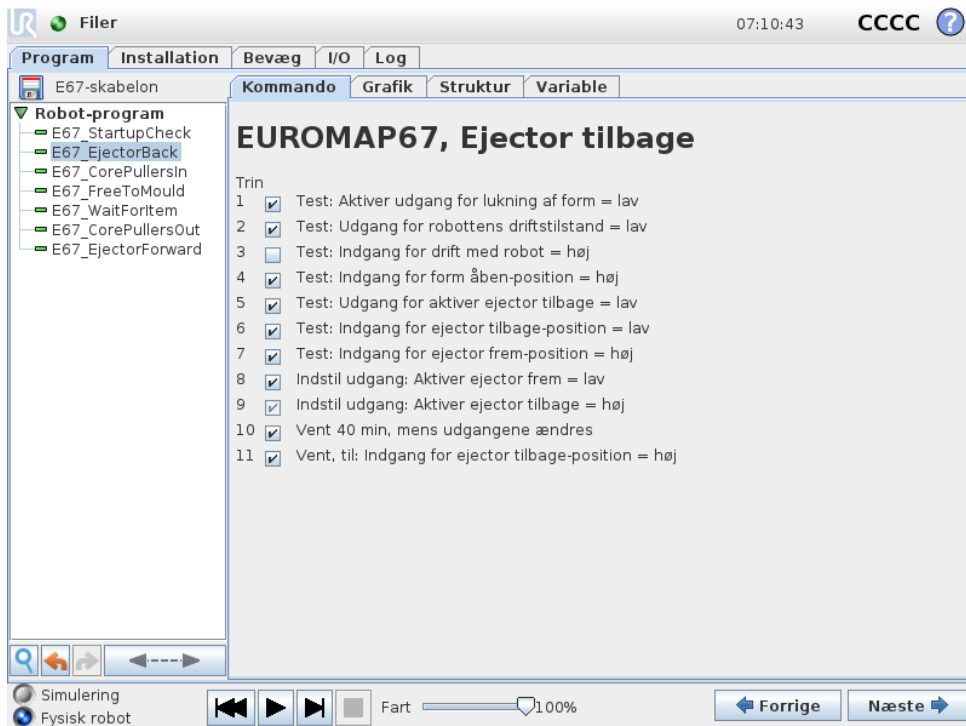 UR Filer 07:10:43 CCCC ?
Program Installation Bevæg I/O Log
E67-skabelon
Kommando Grafik Struktur Variable
Robot-program
E67_StartupCheck
E67_EjectorBack
E67_CorePullersIn
E67_FreeToMould
E67_WaitForItem
E67_CorePullersOut
E67_EjectorForward
EUROMAP67, Ejector tilbage
Trin
1 Test: Aktiver udgang for lukning af form = lav
2 Test: Udgang for robottens driftstilstand = lav
3 Test: Indgang for drift med robot = høj
4 Test: Indgang for form åben-position = høj
5 Test: Udgang for aktiver ejector tilbage = lav
6 Test: Indgang for ejector tilbage-position = lav
7 Test: Indgang for ejector frem-position = høj
8 Indstil udgang: Aktiver ejector frem = lav
9 Indstil udgang: Aktiver ejector tilbage = høj
10 Vent 40 min, mens udgangene ændres
11 Vent, til: Indgang for ejector tilbage-position = høj
Simulering
Fysisk robot
Fart 100%
Forrige Næste